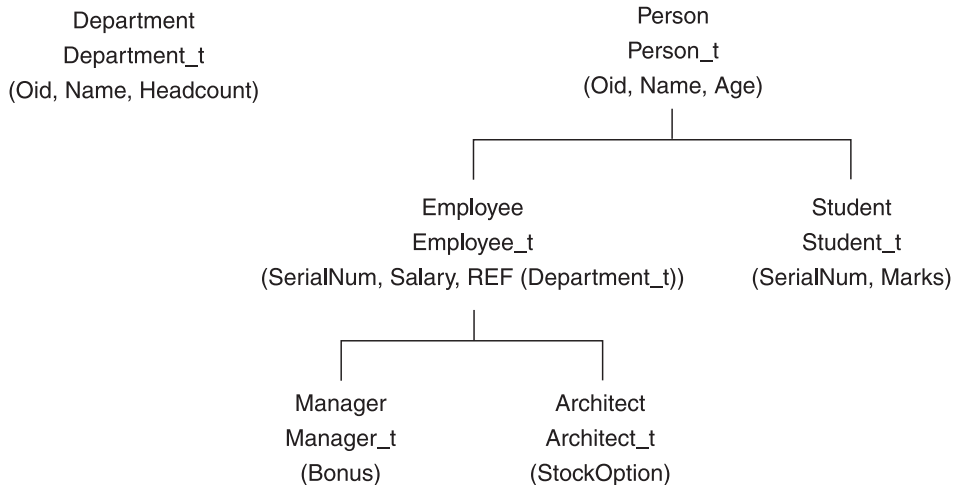 Department
Department_t
(Oid, Name, Headcount)
Person
Person_t
(Oid, Name, Age)
Employee
Employee_t
(SerialNum, Salary, REF (Department_t))
Student
Student_t
(SerialNum, Marks)
Manager
Manager_t
(Bonus)
Architect
Architect_t
(StockOption)